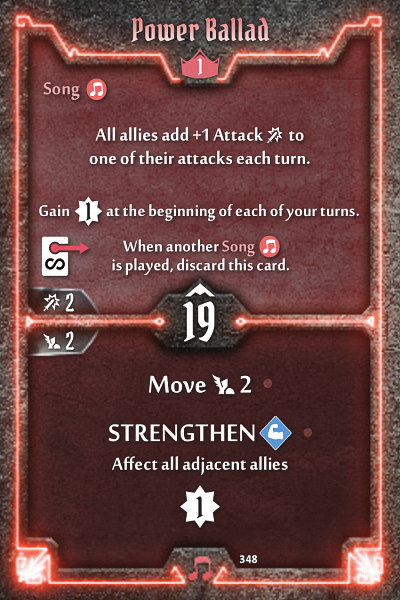 Power Ballad
1
Song
All allies add +1 Attack to
one of their attacks each turn.
Gain 1 at the beginning of each of your turns.
When another Song
is played, discard this card.
S
2
19
2
Move 2
STRENGTHEN
Affect all adjacent allies
1
348